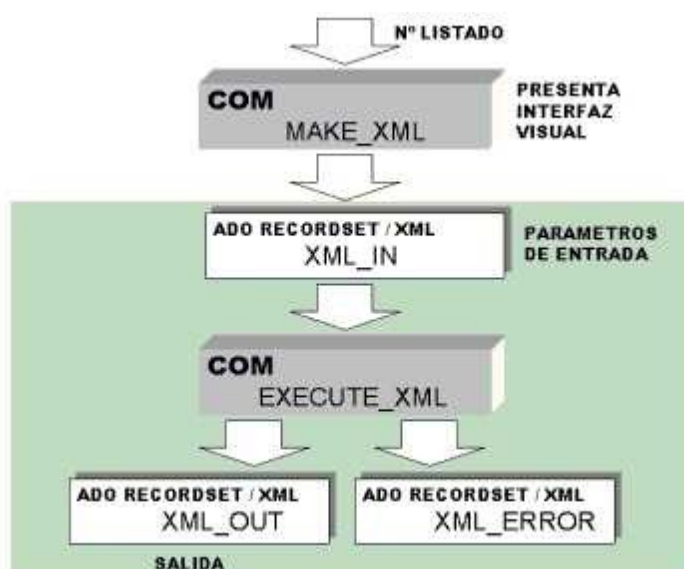 Nº LISTADO
COM
MAKE_XML
PRESENTA
INTERFAZ
VISUAL
ADO RECORDSET / XML
XML_IN
PARAMETROS
DE ENTRADA
COM
EXECUTE_XML
ADO RECORDSET / XML
XML_OUT
ADO RECORDSET / XML
XML_ERROR
SALIDA